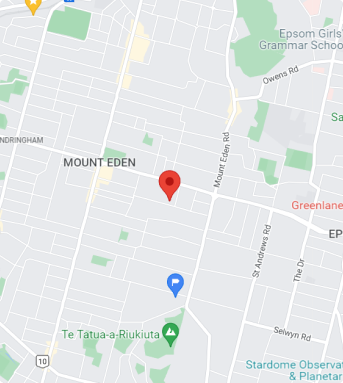 Epsom Girls
Grammar Schoo
Owens Rd
Sa
NDRINGHAM
MOUNT EDEN
Mount Eden Rd
Greenlane
EP
St Andrews Rd
The Dr
Te Tatua-a-Riukiuta
Selwyn Rd
10
Stardome Observat
& Planetar